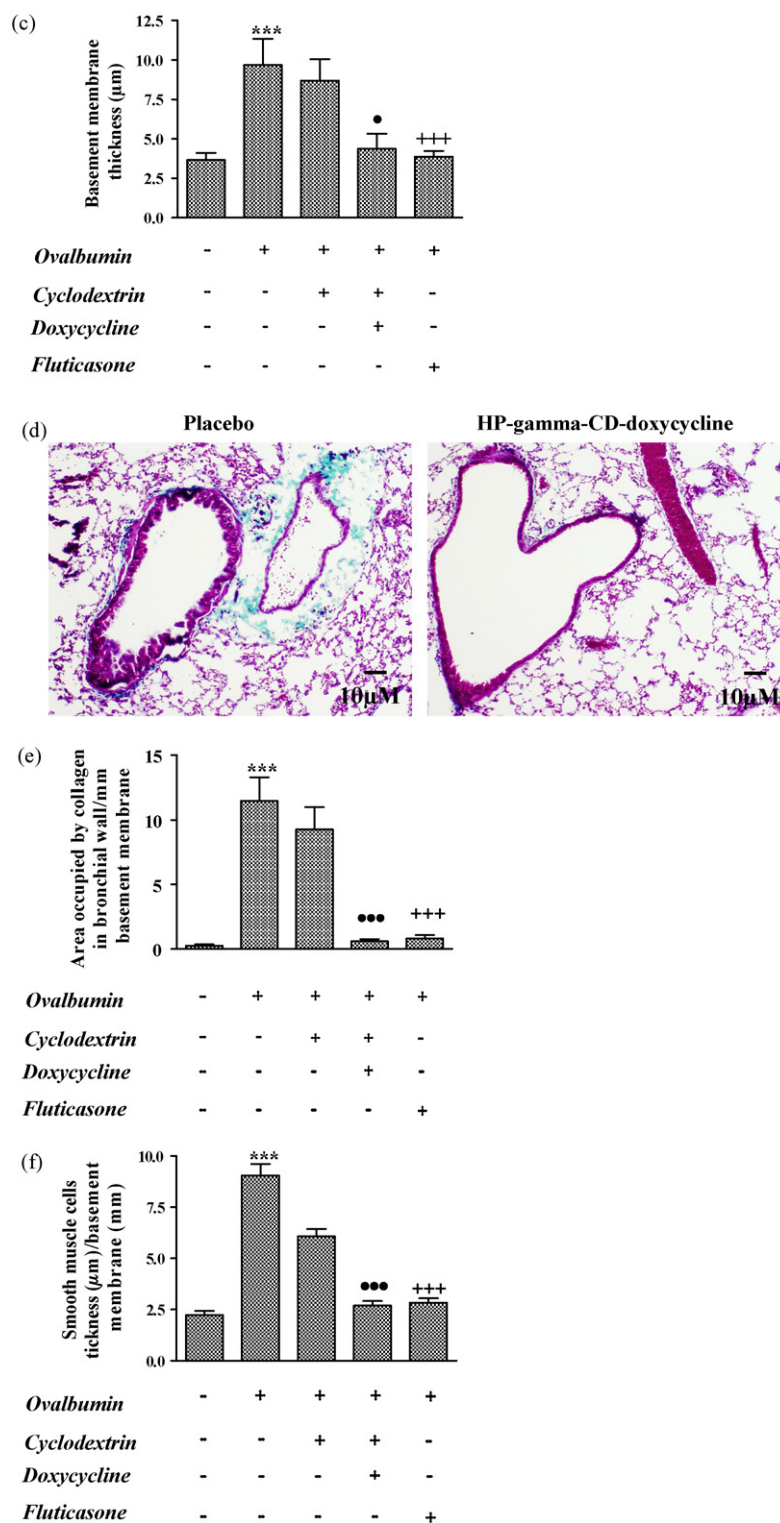 (c)
Basement membrane
thickness (μm)
12.5
10.0
7.5
5.0
2.5
0.0
***
•
+++
Ovalbumin - + + + +
Cyclodextrin - - + + -
Doxycycline - - - + -
Fluticasone - - - - +
(d)
Placebo
HP-gamma-CD-doxycycline
10μM
10μM
(e)
Area occupied by collagen
in bronchial wall/mm
basement membrane
15
10
5
0
***
•••
+++
Ovalbumin - + + + +
Cyclodextrin - - + + -
Doxycycline - - - + -
Fluticasone - - - - +
(f)
Smooth muscle cells
tickness (μm)/basement
membrane (mm)
10.0
7.5
5.0
2.5
0.0
***
•••
+++
Ovalbumin - + + + +
Cyclodextrin - - + + -
Doxycycline - - - + -
Fluticasone - - - - +